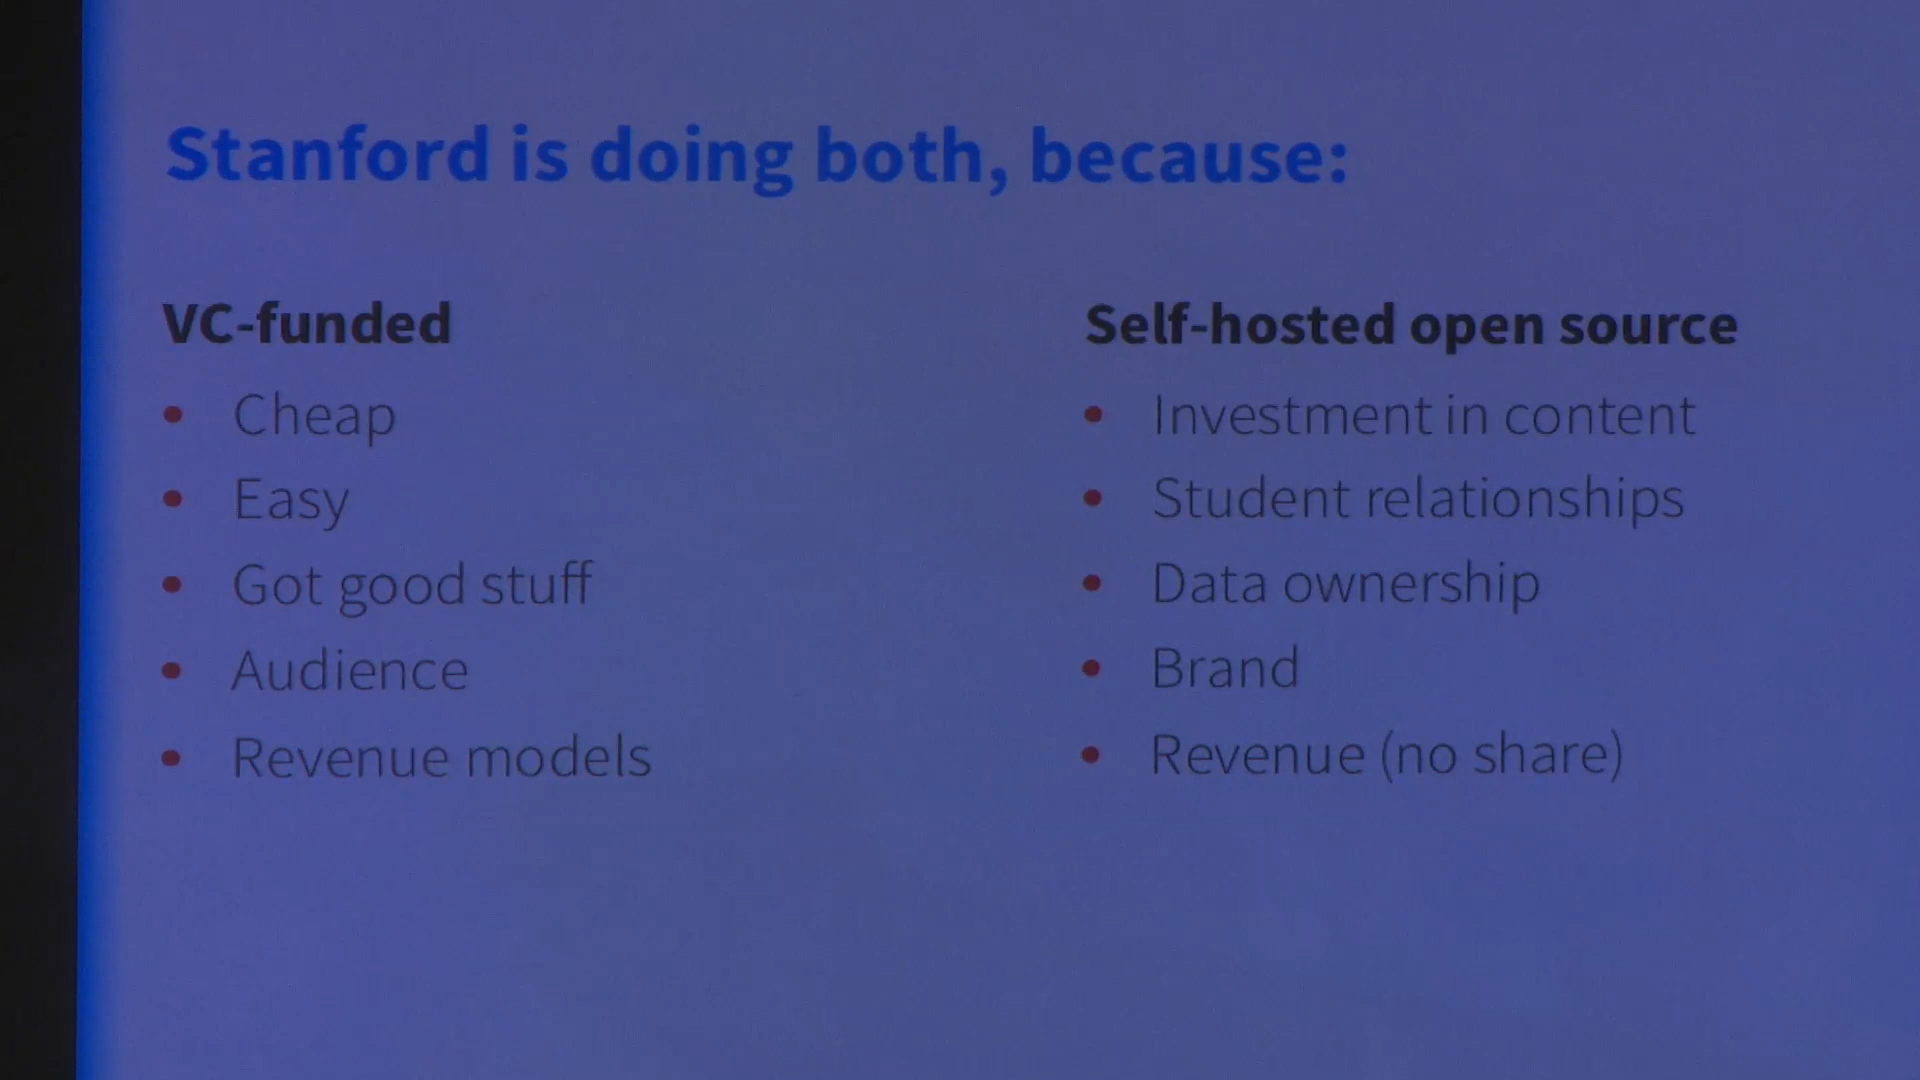 Stanford is doing both, because:
VC-funded
• Cheap
• Easy
• Got good stuff
• Audience
• Revenue models
Self-hosted open source
• Investment in content
• Student relationships
• Data ownership
• Brand
• Revenue (no share)